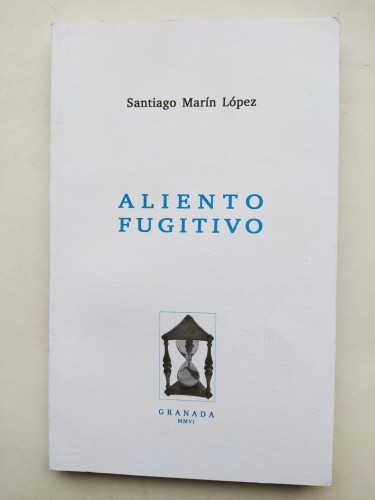 Santiago Marín López
ALIENTO
FUGITIVO
GRANADA
MMVI